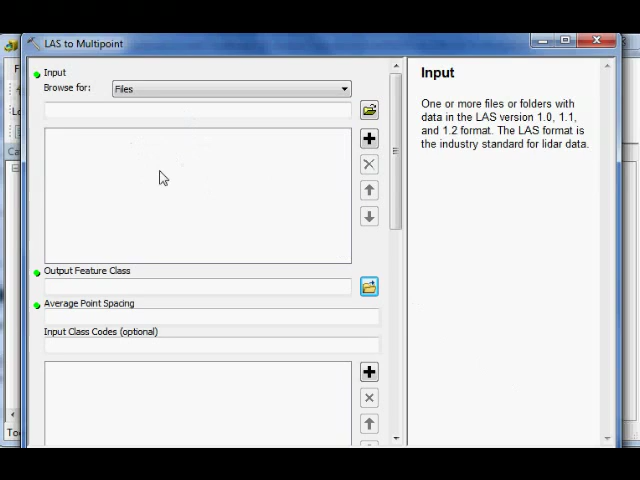 LAS to Multipoint
Input
Browse for:
Files
Output Feature Class
Average Point Spacing
Input Class Codes (optional)
Input
One or more files or folders with
data in the LAS version 1.0, 1.1,
and 1.2 format. The LAS format is
the industry standard for lidar data.